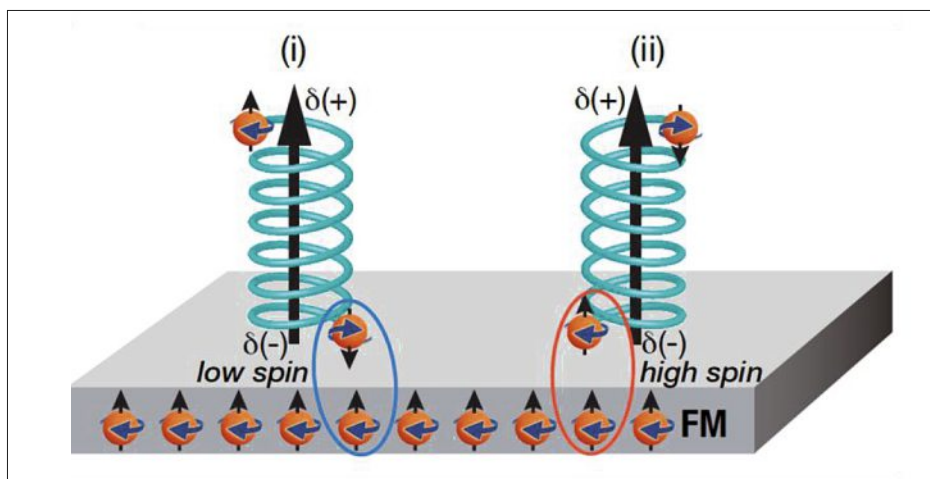 (i) (ii)
δ(+) δ(+)
δ(-) δ(-)
low spin high spin
FM